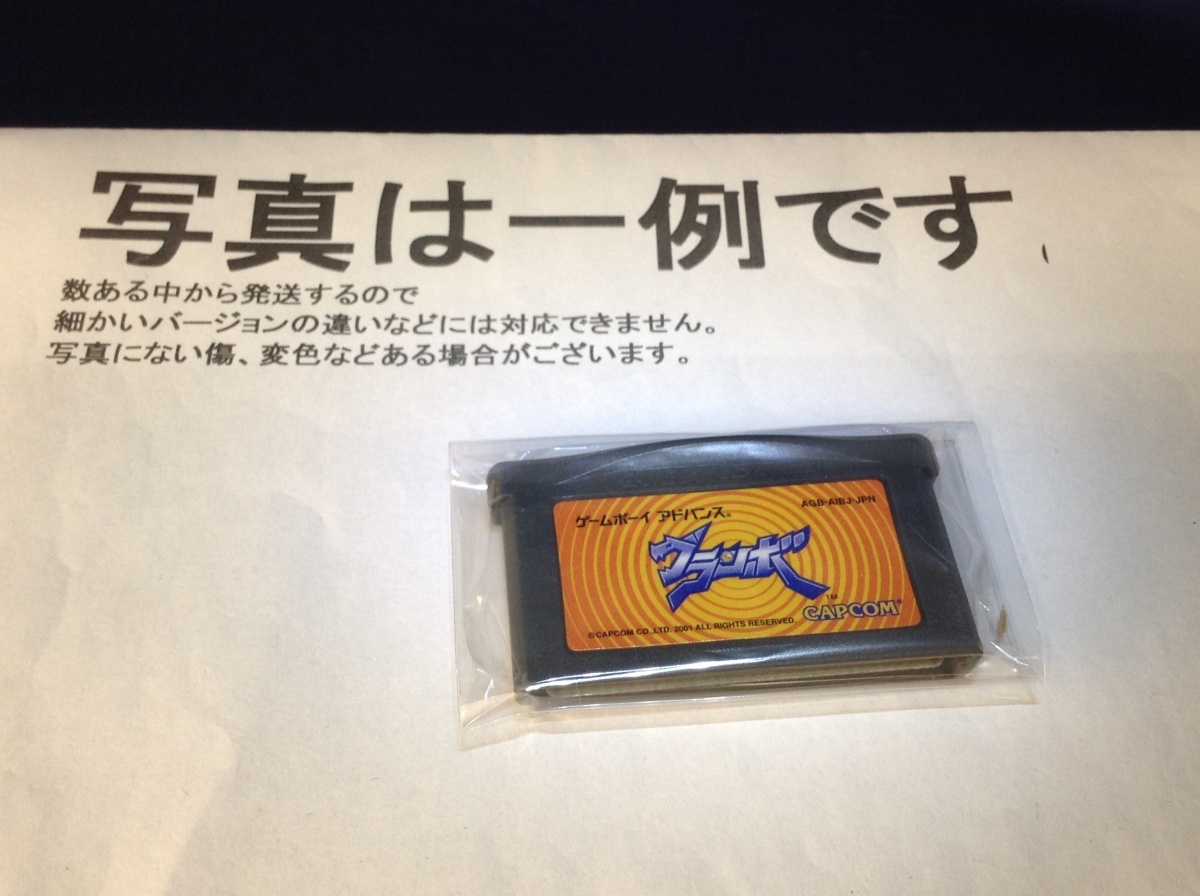 写真は一例です。
数ある中から発送するので
細かいバージョンの違いなどには対応できません。
写真にない傷、変色などある場合がございます。
AGB-AIBJ-JPN
ゲームボーイ アドバンス®
グランボ
TM
CAPCOM®
©CAPCOM CO.,LTD. 2001 ALL RIGHTS RESERVED.